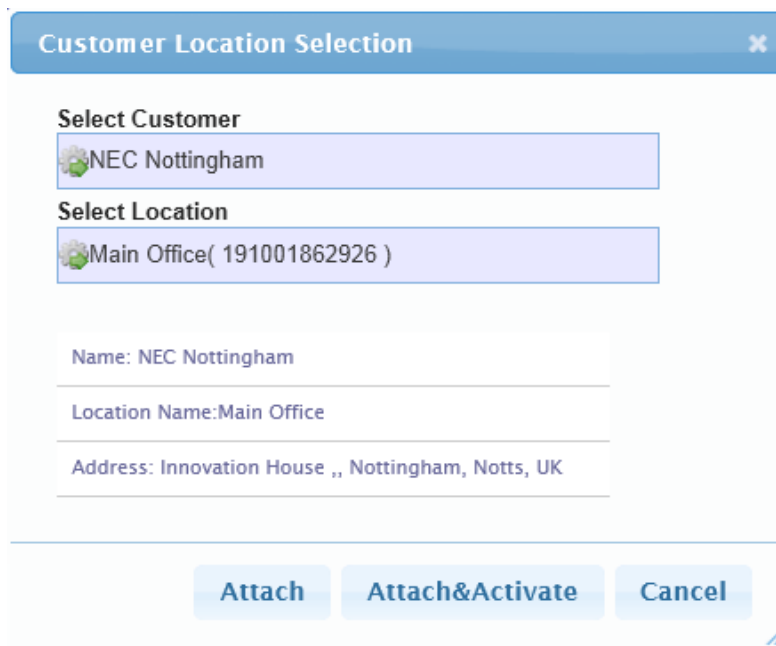 Customer Location Selection
Select Customer
NEC Nottingham
Select Location
Main Office( 191001862926 )
Name: NEC Nottingham
Location Name:Main Office
Address: Innovation House ,, Nottingham, Notts, UK
Attach Attach&Activate Cancel